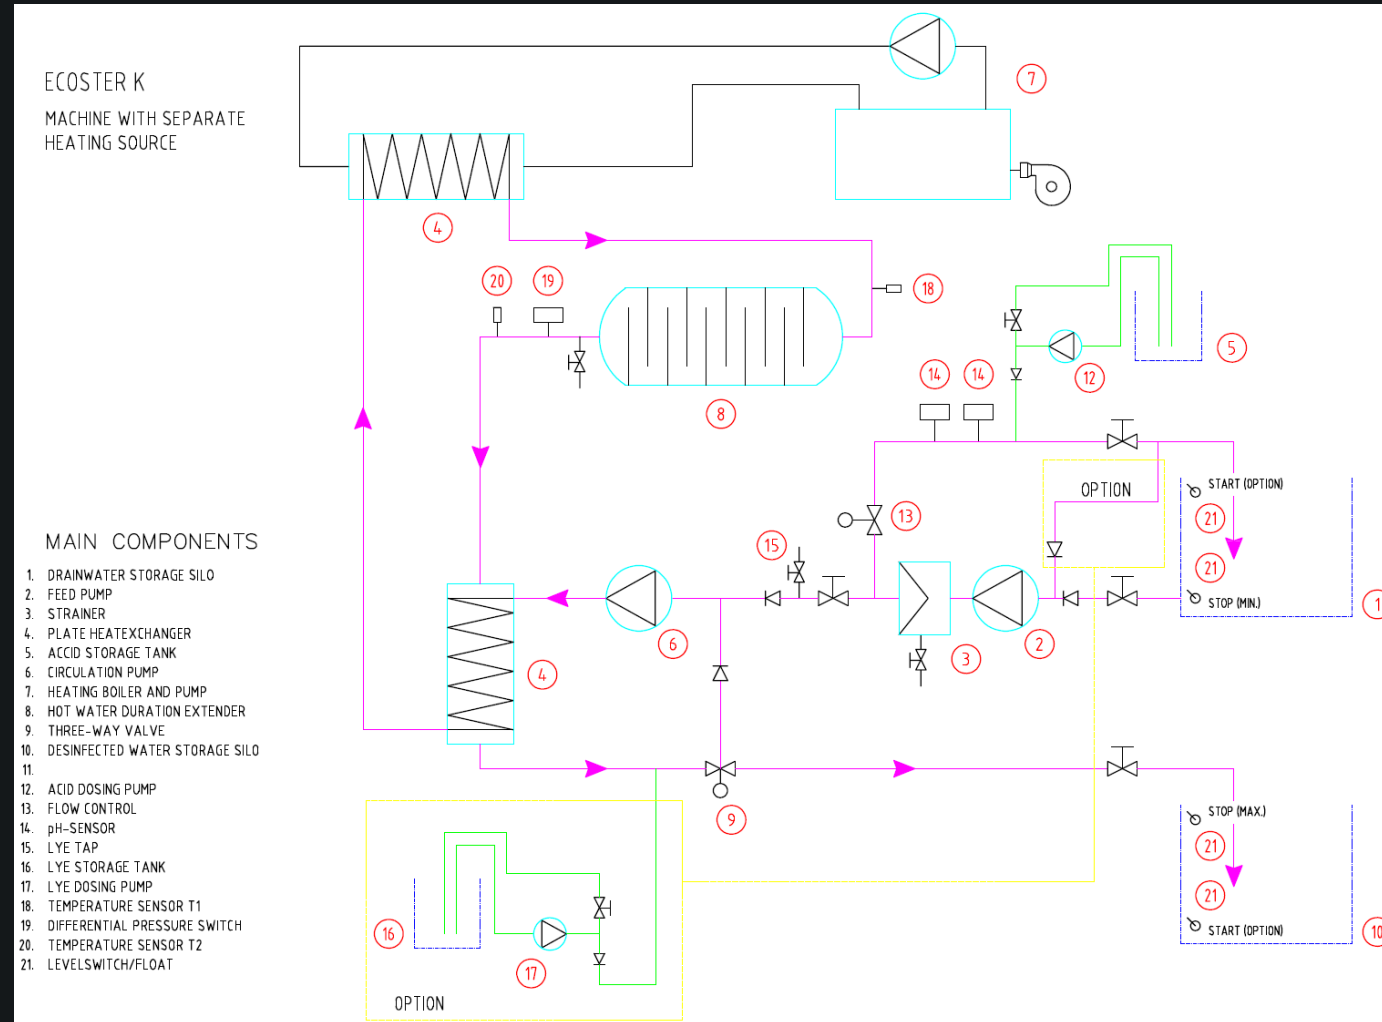 ECOSTER K
MACHINE WITH SEPARATE
HEATING SOURCE
7
4
20
19
18
5
14
14
12
8
OPTION
START (OPTION)
21
13
15
21
STOP (MIN.)
1
6
2
3
4
MAIN COMPONENTS
1. DRAINWATER STORAGE SILO
2. FEED PUMP
3. STRAINER
4. PLATE HEATEXCHANGER
5. ACCID STORAGE TANK
6. CIRCULATION PUMP
7. HEATING BOILER AND PUMP
8. HOT WATER DURATION EXTENDER
9. THREE-WAY VALVE
10. DESINFECTED WATER STORAGE SILO
11.
12. ACID DOSING PUMP
13. FLOW CONTROL
14. pH-SENSOR
15. LYE TAP
16. LYE STORAGE TANK
17. LYE DOSING PUMP
18. TEMPERATURE SENSOR T1
19. DIFFERENTIAL PRESSURE SWITCH
20. TEMPERATURE SENSOR T2
21. LEVELSWITCH/FLOAT
9
STOP (MAX.)
21
21
START (OPTION)
10
16
17
OPTION